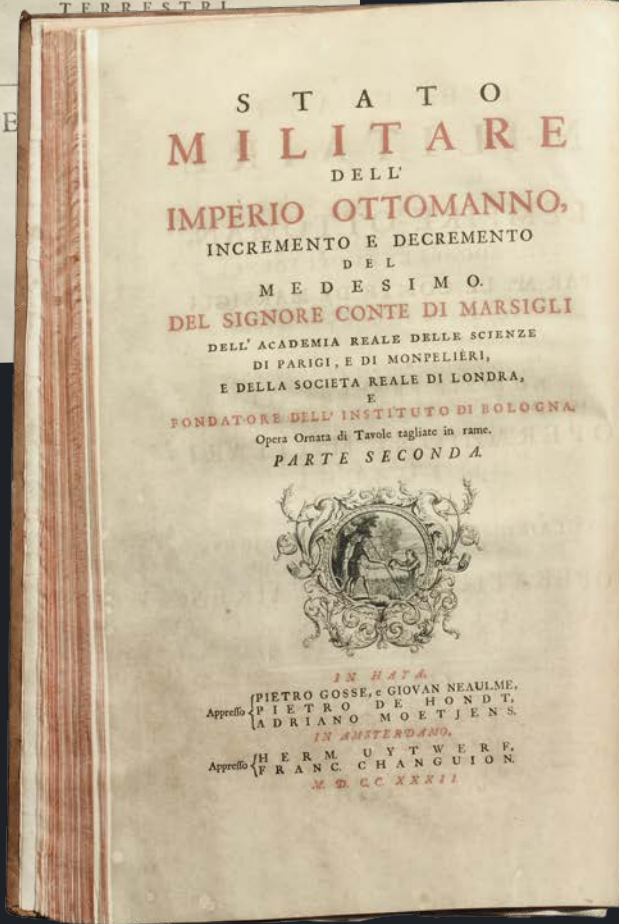 TERRESTRI
E
STATO
MILITARE
DELL'
IMPERIO OTTOMANNO,
INCREMENTO E DECREMENTO
DEL
MEDESIMO.
DEL SIGNORE CONTE DI MARSIGLI
DELL' ACADEMIA REALE DELLE SCIENZE
DI PARIGI, E DI MONPELIÈRI,
E DELLA SOCIETA REALE DI LONDRA,
E
FONDATORE DELL' INSTITUTO DI BOLOGNA.
Opera Ornata di Tavole tagliate in rame.
PARTE SECONDA.
IN HAYA,
Appresso { PIETRO GOSSE, e GIOVAN NEAULME,
PIETRO DE HONDT,
ADRIANO MOETJENS.
IN AMSTERDAMO,
Appresso { HERM. UYTWERF,
FRANC. CHANGUION.
M. D. CC. XXXII.